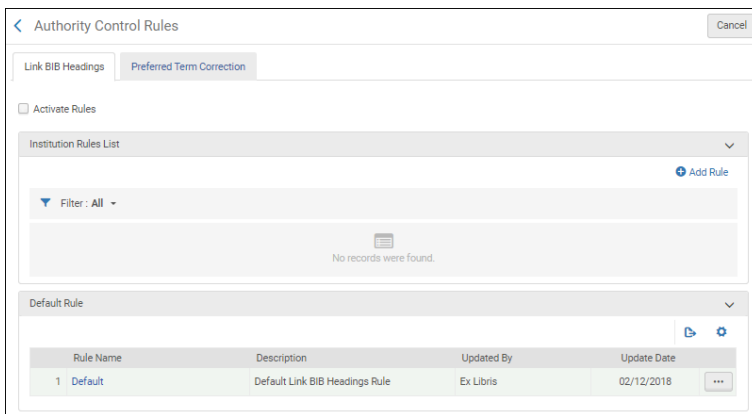 Authority Control Rules
Cancel
Link BIB Headings
Preferred Term Correction
Activate Rules
Institution Rules List
Add Rule
Filter : All
No records were found.
Default Rule
Rule Name Description Updated By Update Date
1 Default Default Link BIB Headings Rule Ex Libris 02/12/2018